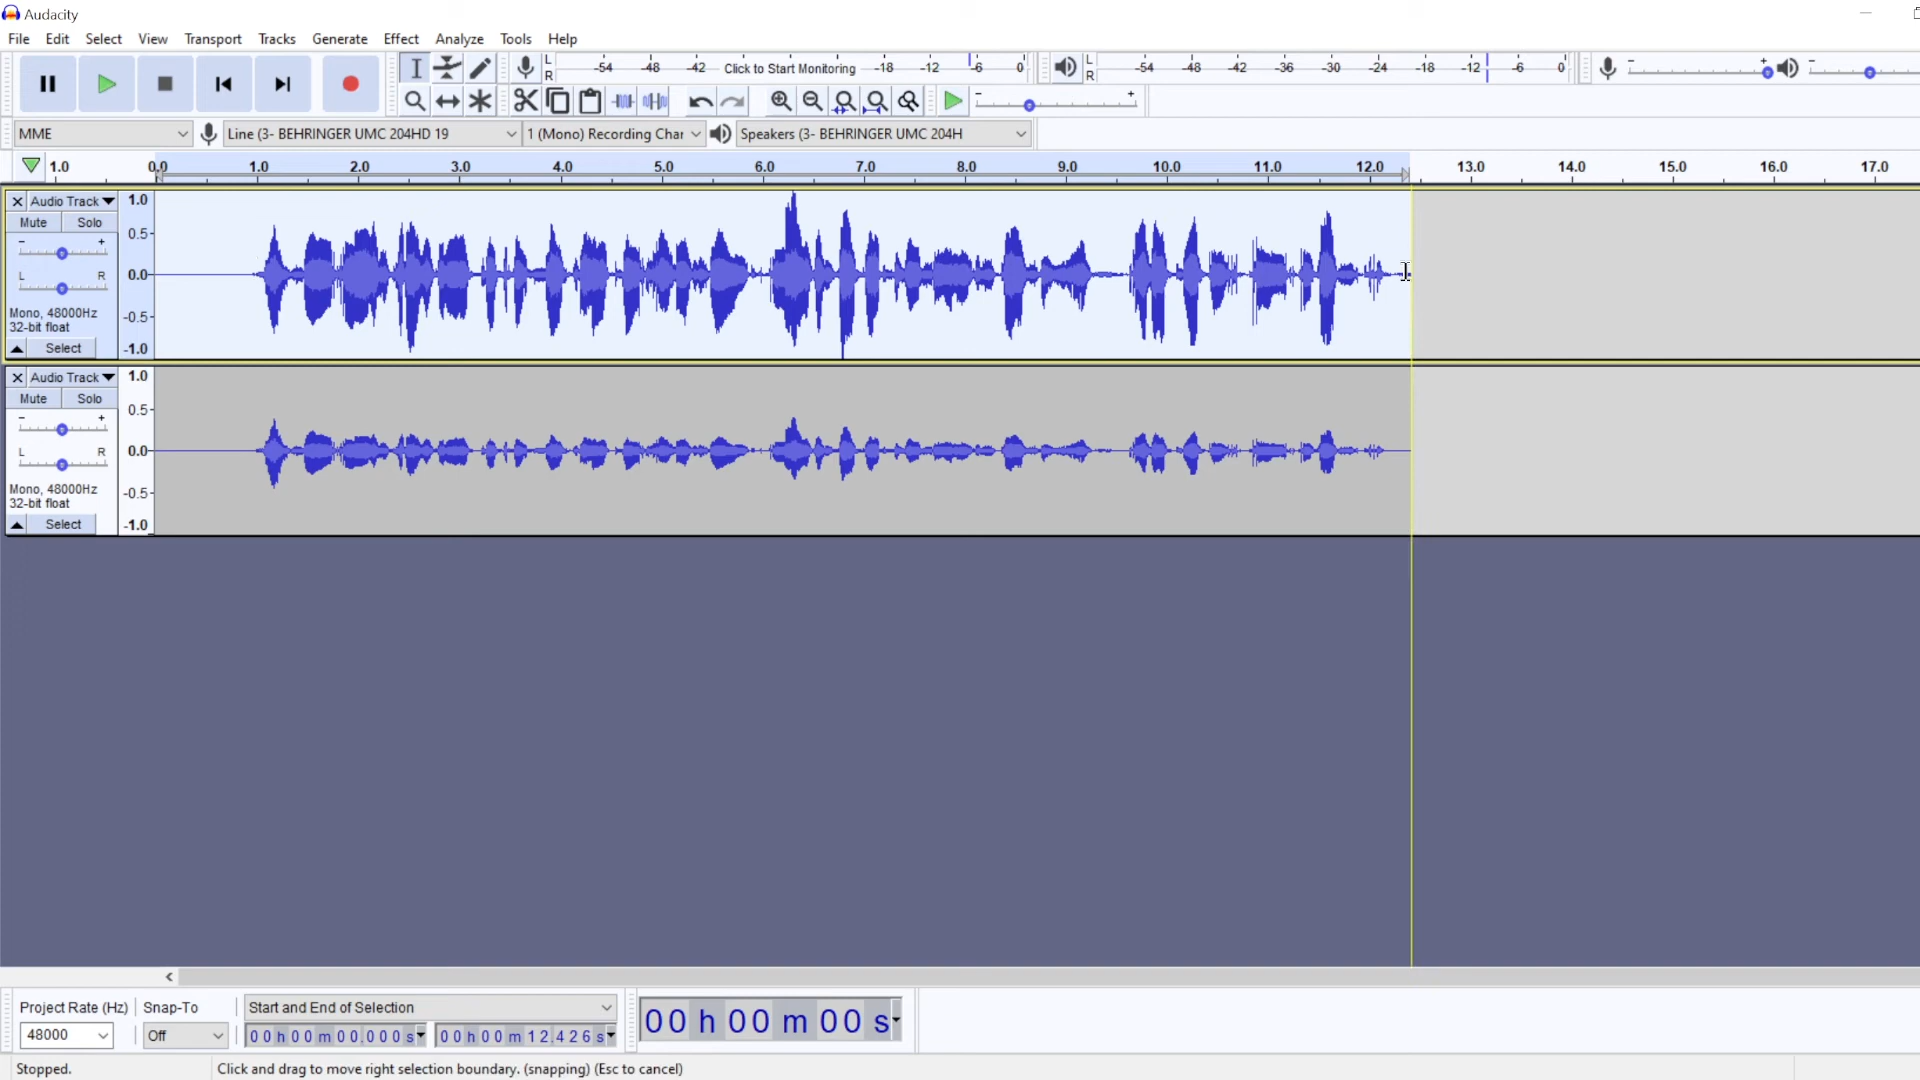 Audacity
File Edit Select View Transport Tracks Generate Effect Analyze Tools Help
L R -54 -48 -42 Click to Start Monitoring -18 -12 -6 0 L R -54 -48 -42 -36 -30 -24 -18 -12 -6 0 - + -
- +
MME Line (3- BEHRINGER UMC 204HD 19 1 (Mono) Recording Char Speakers (3- BEHRINGER UMC 204H
1.0 0.0 1.0 2.0 3.0 4.0 5.0 6.0 7.0 8.0 9.0 10.0 11.0 12.0 13.0 14.0 15.0 16.0 17.0
Audio Track 1.0
Mute Solo
- + 0.5
L R 0.0
Mono, 48000Hz -0.5
32-bit float
Select -1.0
Audio Track 1.0
Mute Solo
- + 0.5
L R 0.0
Mono, 48000Hz -0.5
32-bit float
Select -1.0
Project Rate (Hz) Snap-To Start and End of Selection
48000 Off 00 h 00 m 00.000 s 00 h 00 m 12.426 s 00 h 00 m 00 s
Stopped. Click and drag to move right selection boundary. (snapping) (Esc to cancel)